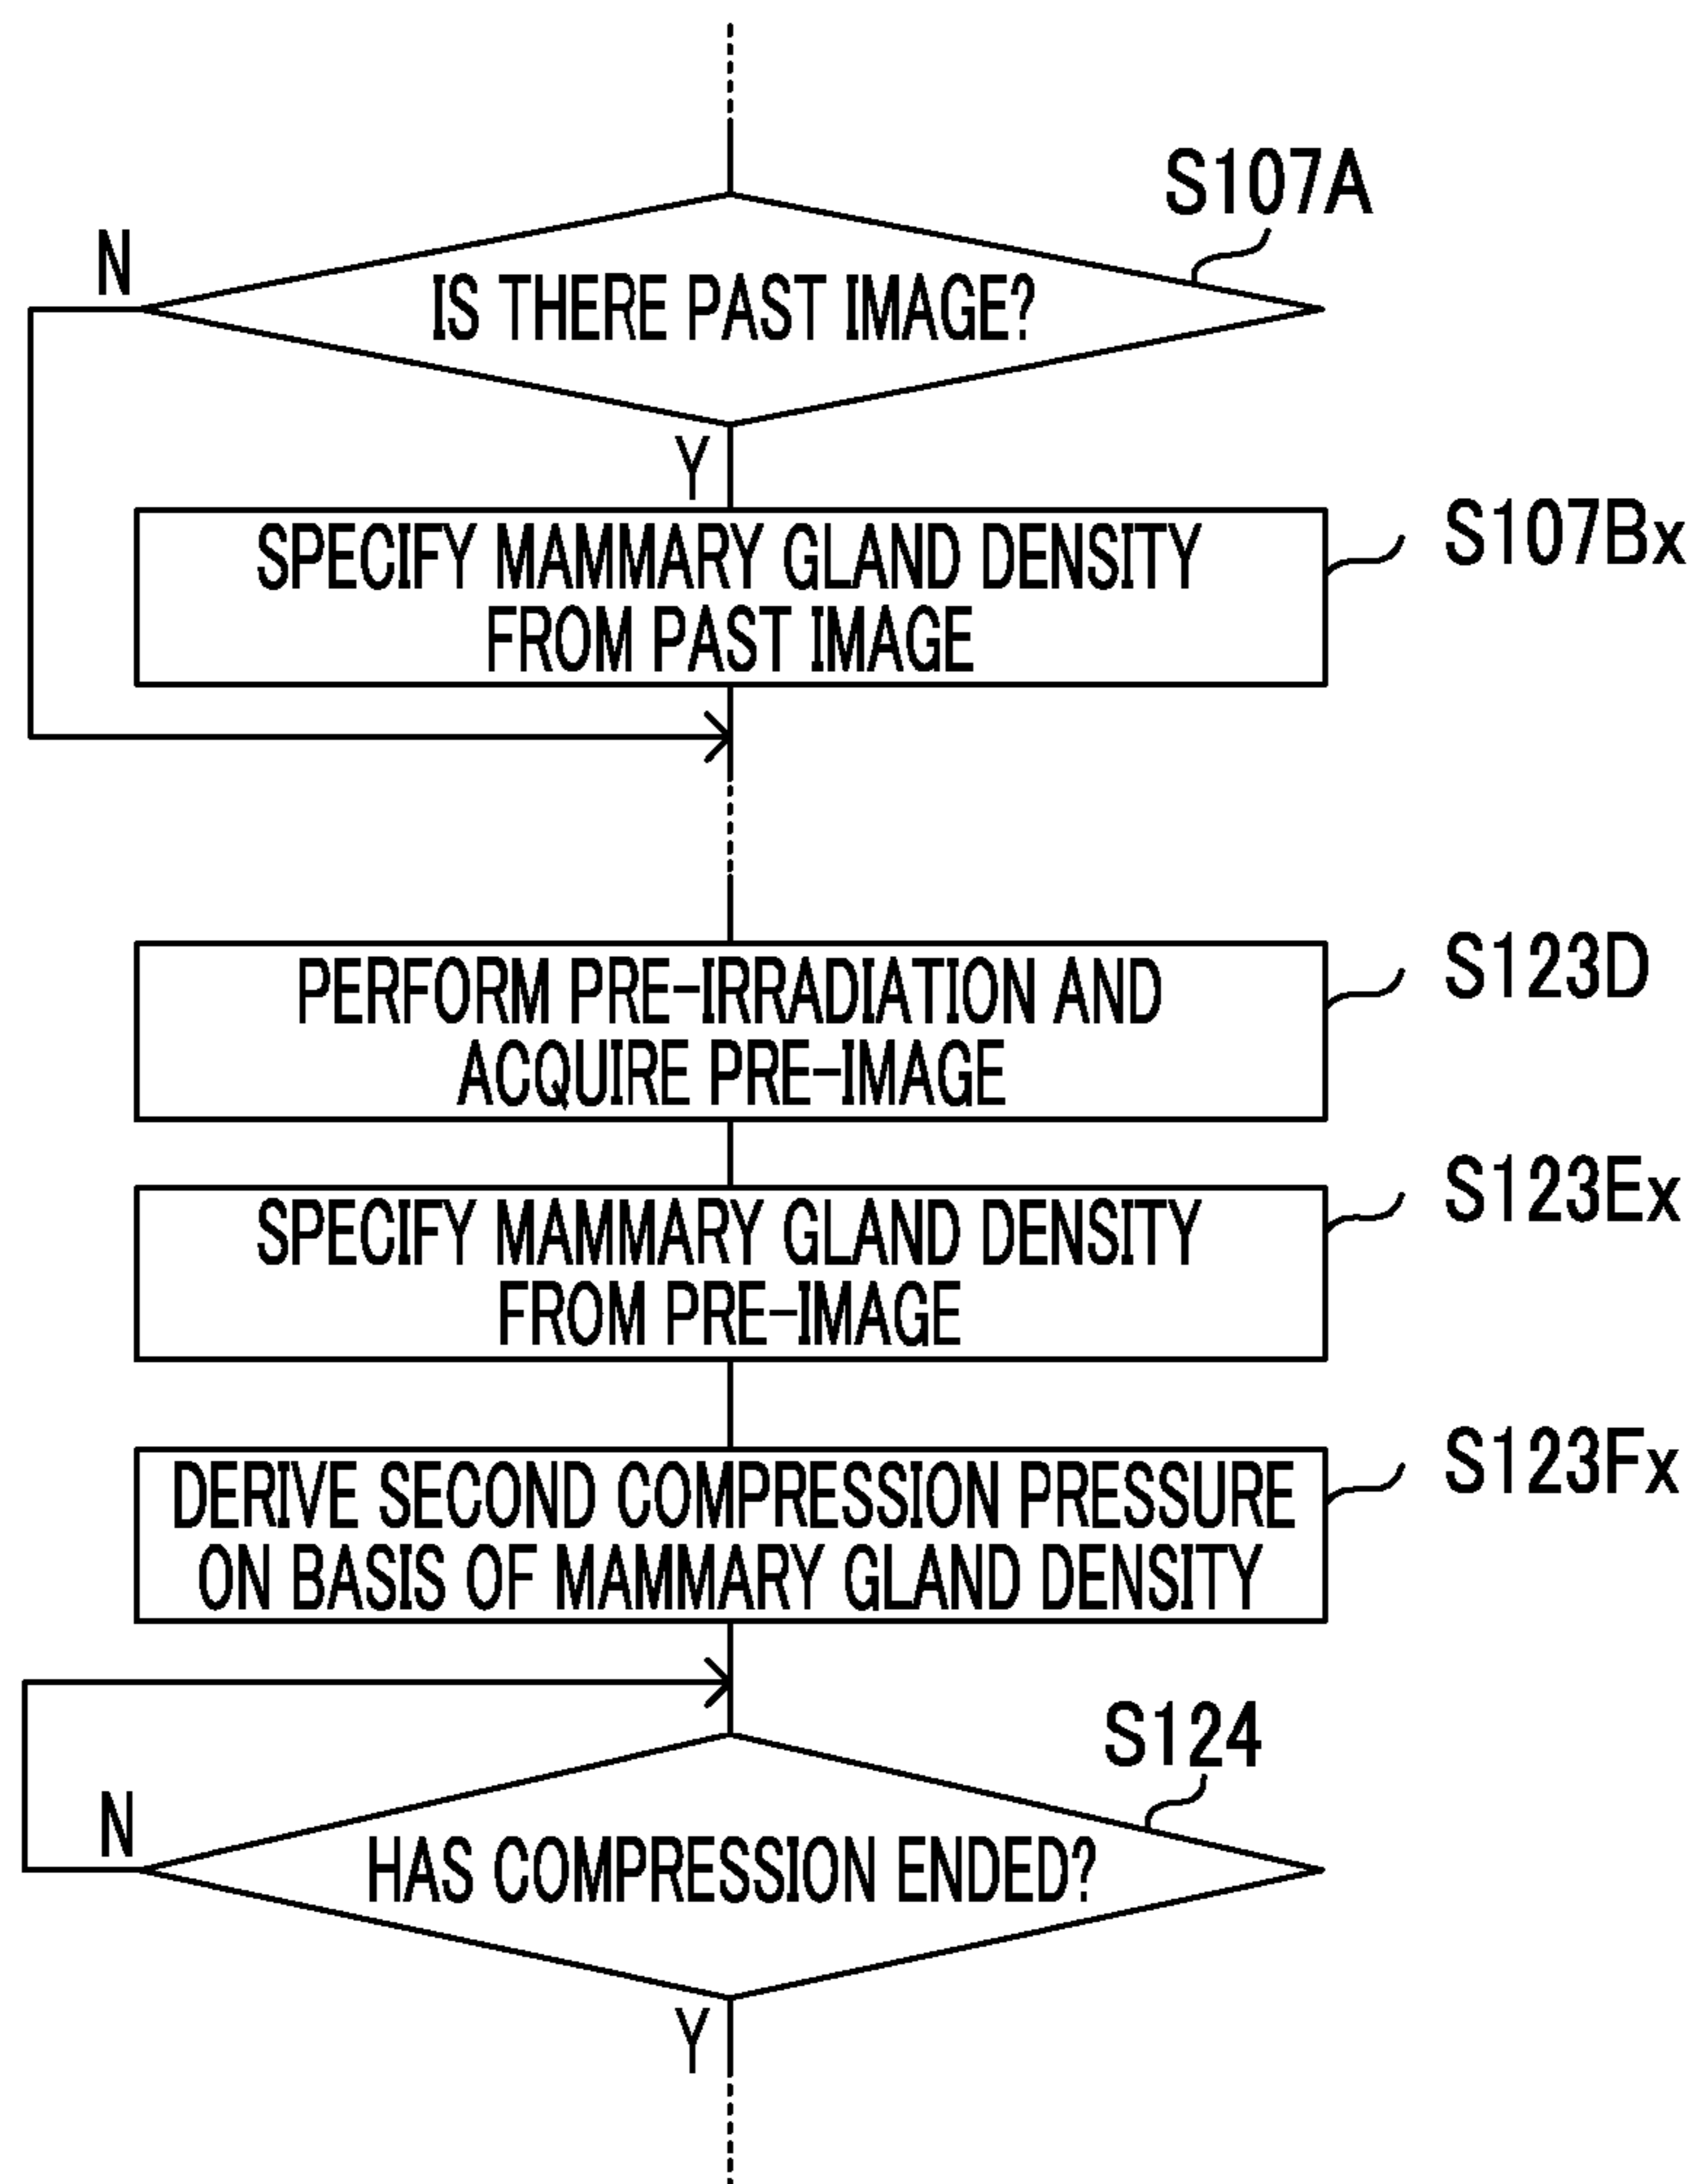 S107A
N
IS THERE PAST IMAGE?
Y
SPECIFY MAMMARY GLAND DENSITY
FROM PAST IMAGE
S107Bx
PERFORM PRE-IRRADIATION AND
ACQUIRE PRE-IMAGE
S123D
SPECIFY MAMMARY GLAND DENSITY
FROM PRE-IMAGE
S123Ex
DERIVE SECOND COMPRESSION PRESSURE
ON BASIS OF MAMMARY GLAND DENSITY
S123Fx
S124
N
HAS COMPRESSION ENDED?
Y